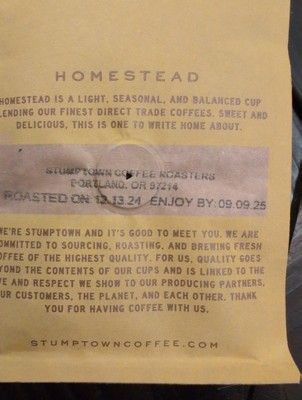 HOMESTEAD
HOMESTEAD IS A LIGHT, SEASONAL, AND BALANCED CUP
LENDING OUR FINEST DIRECT TRADE COFFEES. SWEET AND
DELICIOUS, THIS IS ONE TO WRITE HOME ABOUT.
STUMPTOWN COFFEE ROASTERS
PORTLAND, OR 97214
ROASTED ON: 12.13.24 ENJOY BY: 09.09.25
WE'RE STUMPTOWN AND IT'S GOOD TO MEET YOU. WE ARE
OMMITTED TO SOURCING, ROASTING, AND BREWING FRESH
OFFEE OF THE HIGHEST QUALITY. FOR US, QUALITY GOES
YOND THE CONTENTS OF OUR CUPS AND IS LINKED TO THE
VE AND RESPECT WE SHOW TO OUR PRODUCING PARTNERS,
UR CUSTOMERS, THE PLANET, AND EACH OTHER. THANK
YOU FOR HAVING COFFEE WITH US.
STUMPTOWNCOFFEE.COM